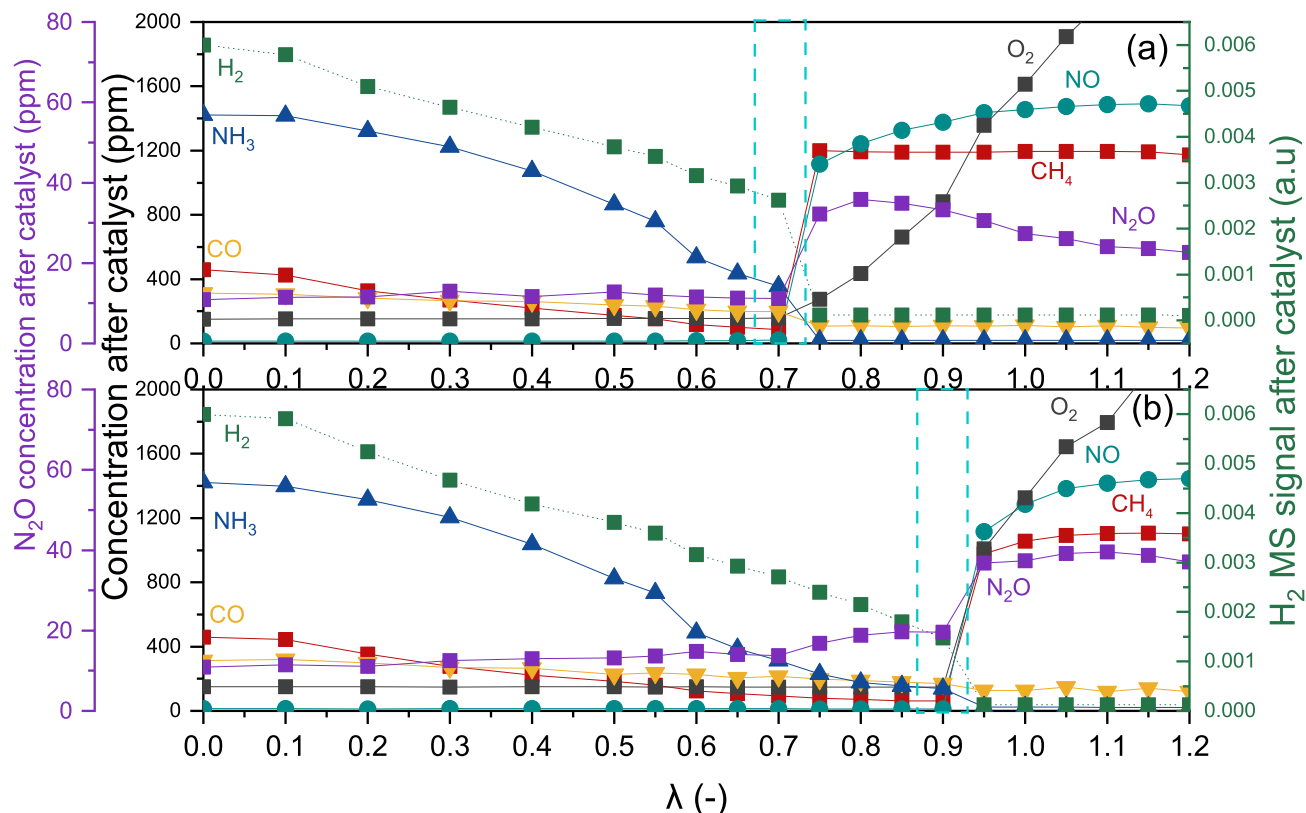 N₂O concentration after catalyst (ppm)
Concentration after catalyst (ppm)
H₂ MS signal after catalyst (a.u)
80
60
40
20
0
2000
1600
1200
800
400
0
0.006
0.005
0.004
0.003
0.002
0.001
0.000
(a)
O₂
NO
H₂
NH₃
CH₄
N₂O
CO
0.0 0.1 0.2 0.3 0.4 0.5 0.6 0.7 0.8 0.9 1.0 1.1 1.2
80
60
40
20
0
2000
1600
1200
800
400
0
0.006
0.005
0.004
0.003
0.002
0.001
0.000
(b)
O₂
H₂
NO
CH₄
NH₃
N₂O
CO
0.0 0.1 0.2 0.3 0.4 0.5 0.6 0.7 0.8 0.9 1.0 1.1 1.2
λ (-)